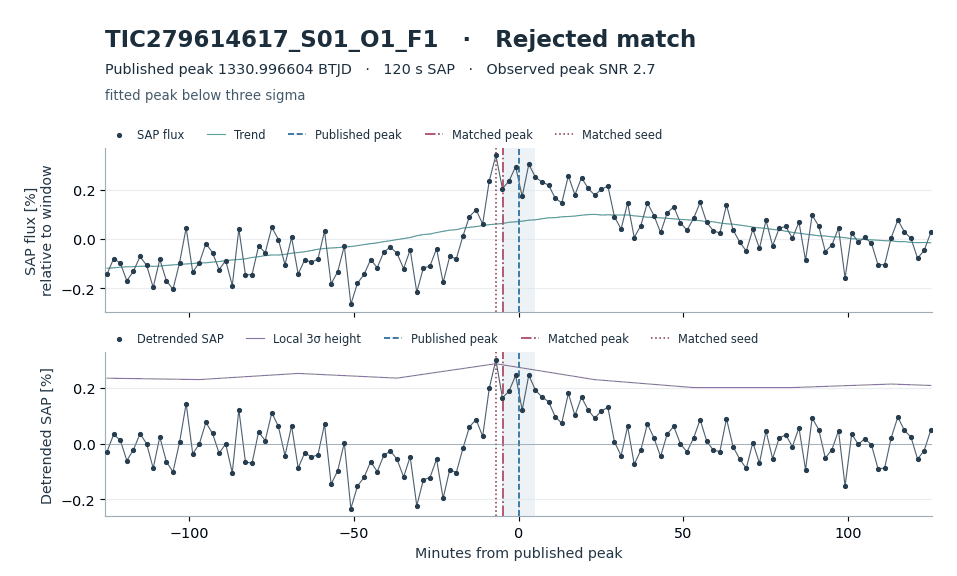 TIC279614617_S01_O1_F1 · Rejected match
Published peak 1330.996604 BTJD · 120 s SAP · Observed peak SNR 2.7
fitted peak below three sigma
SAP flux Trend Published peak Matched peak Matched seed
SAP flux [%]
relative to window
0.2
0.0
−0.2
Detrended SAP Local 3σ height Published peak Matched peak Matched seed
Detrended SAP [%]
0.2
0.0
−0.2
−100 −50 0 50 100
Minutes from published peak